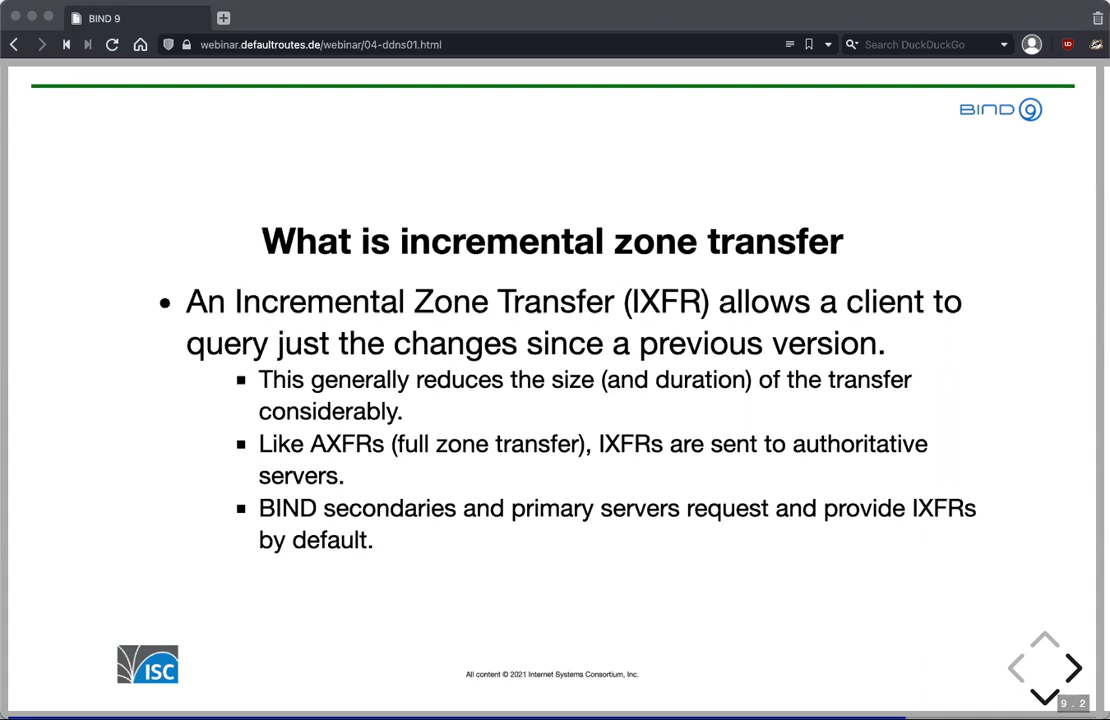 BIND 9
webinar.defaultroutes.de/webinar/04-ddns01.html
Search DuckDuckGo
BIND 9
What is incremental zone transfer
• An Incremental Zone Transfer (IXFR) allows a client to
query just the changes since a previous version.
▪ This generally reduces the size (and duration) of the transfer
considerably.
▪ Like AXFRs (full zone transfer), IXFRs are sent to authoritative
servers.
▪ BIND secondaries and primary servers request and provide IXFRs
by default.
ISC
All content © 2021 Internet Systems Consortium, Inc.
9 . 2